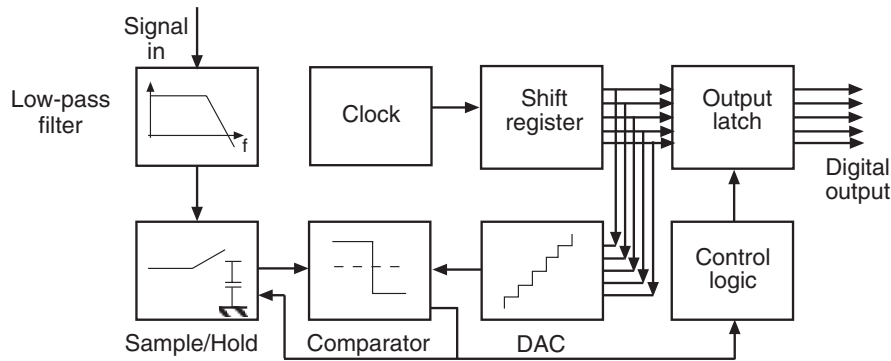 Signal
in
Low-pass
filter
f
Clock
Shift
register
Output
latch
Digital
output
Control
logic
Sample/Hold
Comparator
DAC